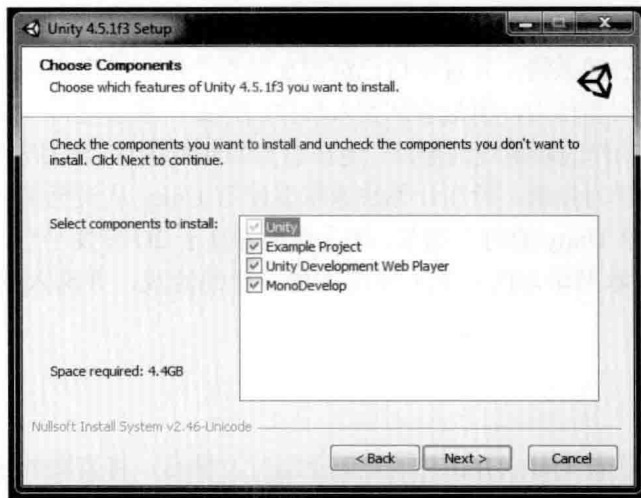 Unity 4.5.1f3 Setup
Choose Components
Choose which features of Unity 4.5.1f3 you want to install.
Check the components you want to install and uncheck the components you don't want to
install. Click Next to continue.
Select components to install:
Unity
Example Project
Unity Development Web Player
MonoDevelop
Space required: 4.4GB
Nullsoft Install System v2.46-Unicode
< Back
Next >
Cancel